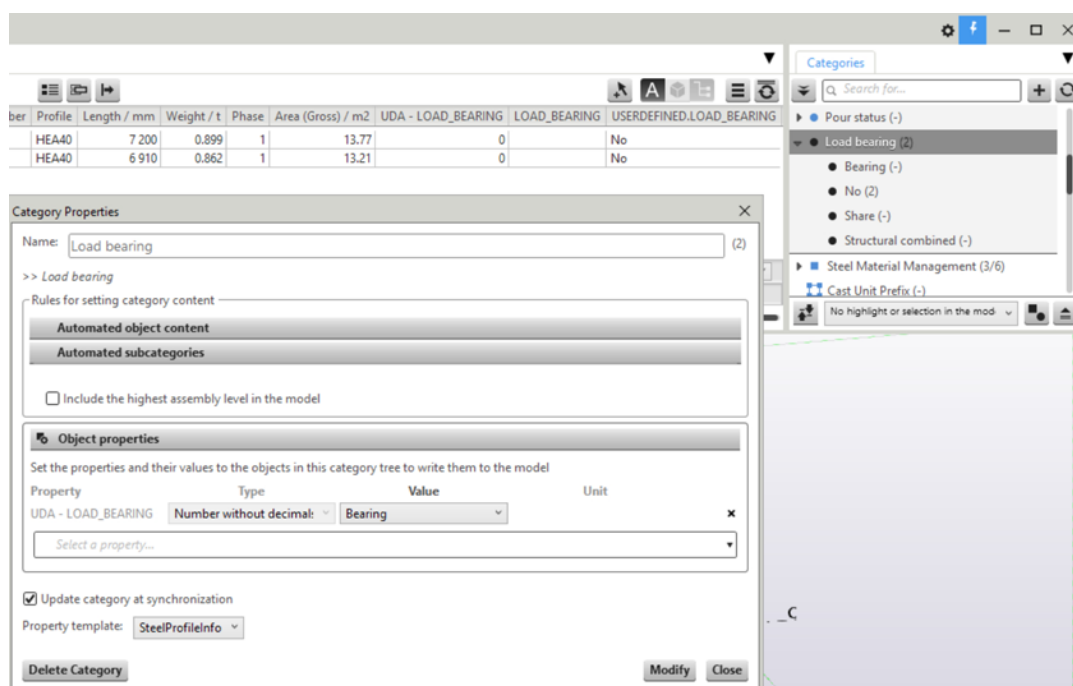 Categories
A
Search for...
ber Profile Length / mm Weight / t Phase Area (Gross) / m2 UDA - LOAD_BEARING LOAD_BEARING USERDEFINED.LOAD_BEARING
HEA40 7 200 0.899 1 13.77 0 No
HEA40 6 910 0.862 1 13.21 0 No
Pour status (-)
Load bearing (2)
Bearing (-)
No (2)
Share (-)
Structural combined (-)
Steel Material Management (3/6)
Cast Unit Prefix (-)
No highlight or selection in the mod
Category Properties
Name: Load bearing (2)
>> Load bearing
Rules for setting category content
Automated object content
Automated subcategories
Include the highest assembly level in the model
Object properties
Set the properties and their values to the objects in this category tree to write them to the model
Property Type Value Unit
UDA - LOAD_BEARING Number without decimal: Bearing
Select a property...
Update category at synchronization
Property template: SteelProfileInfo
Delete Category Modify Close